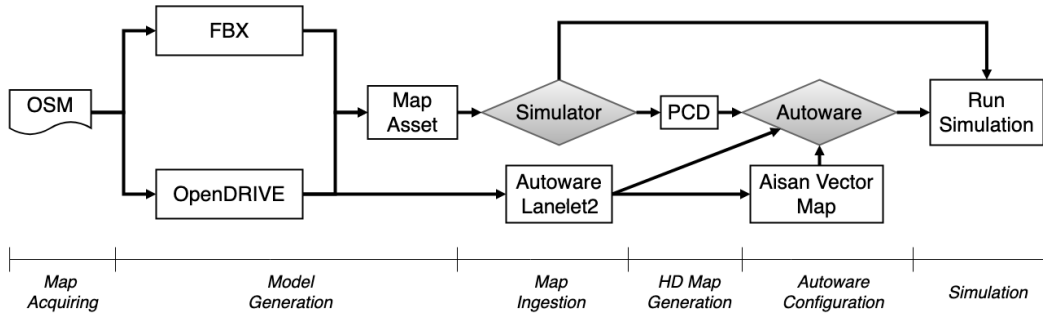 FBX
OSM
Map
Asset
Simulator
PCD
Autoware
Run
Simulation
OpenDRIVE
Autoware
Lanelet2
Aisan Vector
Map
Map
Acquiring
Model
Generation
Map
Ingestion
HD Map
Generation
Autoware
Configuration
Simulation